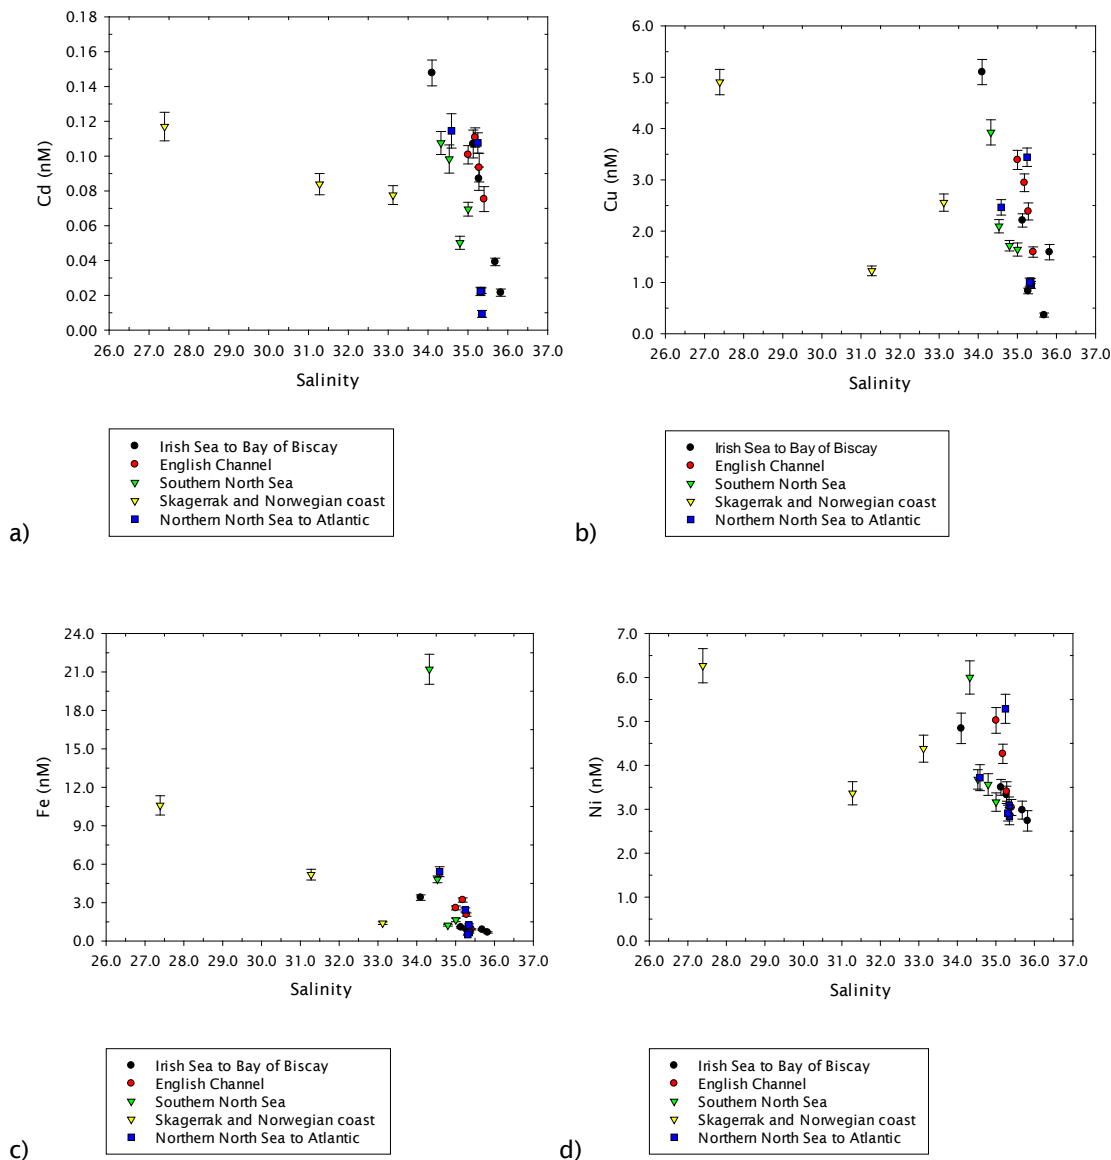 0.18
0.16
0.14
0.12
0.10
0.08
0.06
0.04
0.02
0.00
Cd (nM)
26.0 27.0 28.0 29.0 30.0 31.0 32.0 33.0 34.0 35.0 36.0 37.0
Salinity
Irish Sea to Bay of Biscay
English Channel
Southern North Sea
Skagerrak and Norwegian coast
Northern North Sea to Atlantic
a)
6.0
5.0
4.0
3.0
2.0
1.0
0.0
Cu (nM)
26.0 27.0 28.0 29.0 30.0 31.0 32.0 33.0 34.0 35.0 36.0 37.0
Salinity
Irish Sea to Bay of Biscay
English Channel
Southern North Sea
Skagerrak and Norwegian coast
Northern North Sea to Atlantic
b)
24.0
21.0
18.0
15.0
12.0
9.0
6.0
3.0
0.0
Fe (nM)
26.0 27.0 28.0 29.0 30.0 31.0 32.0 33.0 34.0 35.0 36.0 37.0
Salinity
Irish Sea to Bay of Biscay
English Channel
Southern North Sea
Skagerrak and Norwegian coast
Northern North Sea to Atlantic
c)
7.0
6.0
5.0
4.0
3.0
2.0
1.0
0.0
Ni (nM)
26.0 27.0 28.0 29.0 30.0 31.0 32.0 33.0 34.0 35.0 36.0 37.0
Salinity
Irish Sea to Bay of Biscay
English Channel
Southern North Sea
Skagerrak and Norwegian coast
Northern North Sea to Atlantic
d)